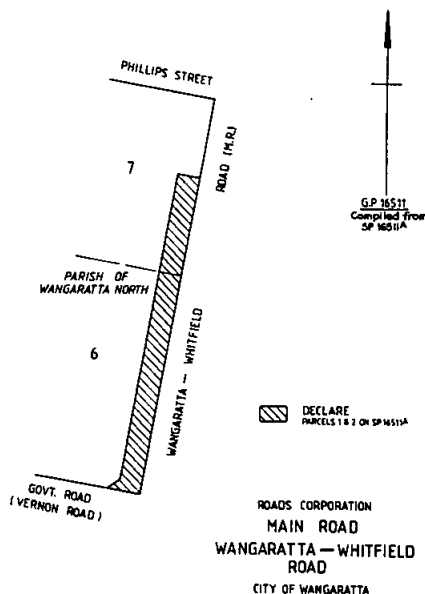 PHILLIPS STREET
7
ROAD (M.R.)
G.P. 16511
Compiled from
SP 16511A
PARISH OF
WANGARATTA NORTH
6
WANGARATTA — WHITFIELD
DECLARE
PARCELS 1 & 2 ON SP16511A
GOVT. ROAD
(VERNON ROAD)
ROADS CORPORATION
MAIN ROAD
WANGARATTA — WHITFIELD
ROAD
CITY OF WANGARATTA